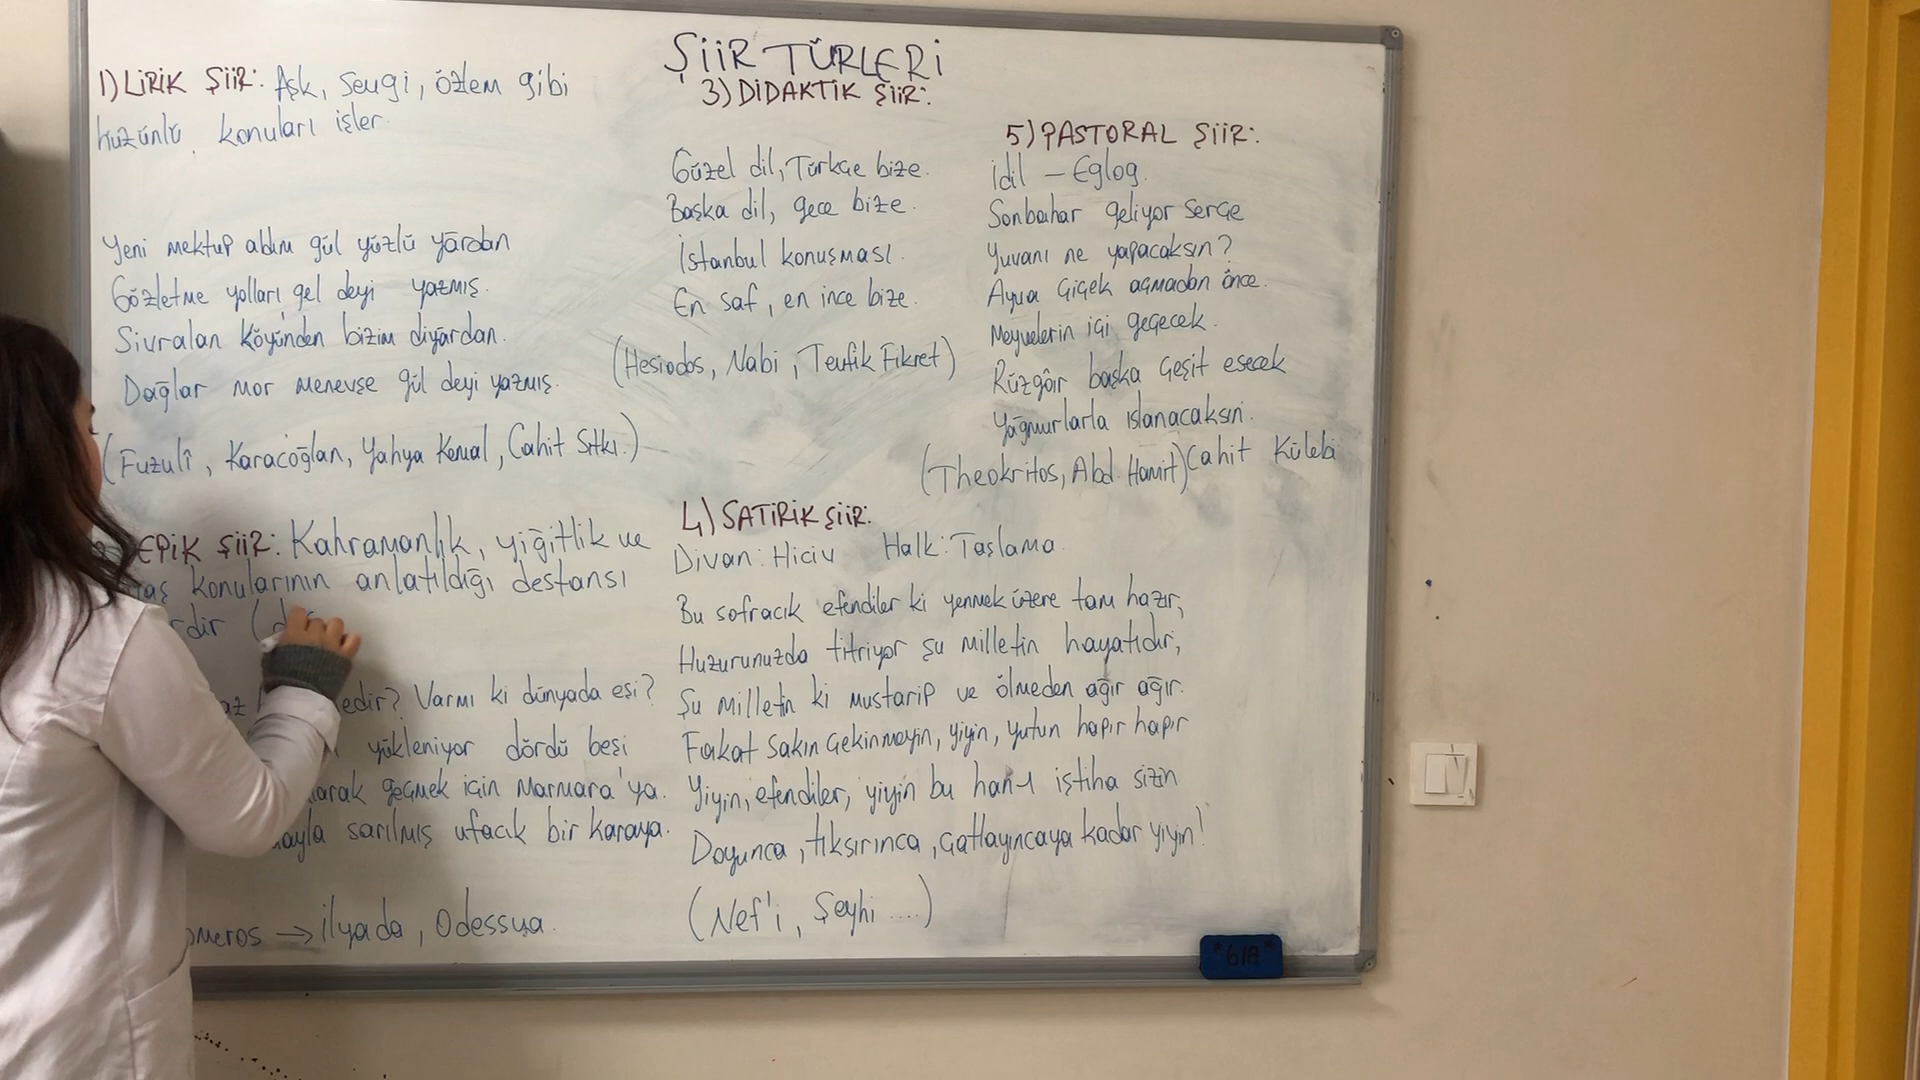 ŞİİR TÜRLERİ
1) LİRİK ŞİİR: Aşk, sevgi, özlem gibi
hüzünlü konuları işler.
Yeni mektup aldım gül yüzlü yârdan
Gözletme yolları gel deyi yazmış.
Sivralan Köyünden bizim diyârdan.
Dağlar mor menevşe gül deyi yazmış.
(Fuzulî, Karacoğlan, Yahya Kemal, Cahit Sıtkı.)
EPİK ŞİİR: Kahramanlık, yiğitlik ve
konularının anlatıldığı destansı
(
Varmı ki dünyada eşi?
yükleniyor dördü beşi
geçmek için Marmara'ya.
sarılmış ufacık bir karaya.
→ İlyada, Odessya.
3) DİDAKTİK ŞİİR:
Güzel dil, Türkçe bize.
Başka dil, gece bize.
İstanbul konuşması.
En saf, en ince bize.
(Hesiodos, Nabi, Tevfik Fikret)
4) SATİRİK ŞİİR:
Divan: Hiciv Halk: Taşlama.
Bu sofracık efendiler ki yenmek üzere tam hazır,
Huzurunuzda titriyor şu milletin hayatıdır;
Şu milletin ki mustarip ve ölmeden ağır ağır.
Fakat sakın çekinmeyin, yiyin, yutun hapır hapır
Yiyin, efendiler, yiyin bu han-ı iştiha sizin
Doyunca, tıksırınca, çatlayıncaya kadar yiyin!
(Nef'i, Şeyhi ....)
5) PASTORAL ŞİİR:
İdil – Eglog.
Sonbahar geliyor serçe
Yuvanı ne yapacaksın?
Ayva çiçek açmadan önce.
Meyvelerin içi geçecek.
Rüzgâr başka çeşit esecek
Yağmurlarla ıslanacaksın.
Cahit Külebi
(Theokritos, Abd. Hamit)
"6/A"